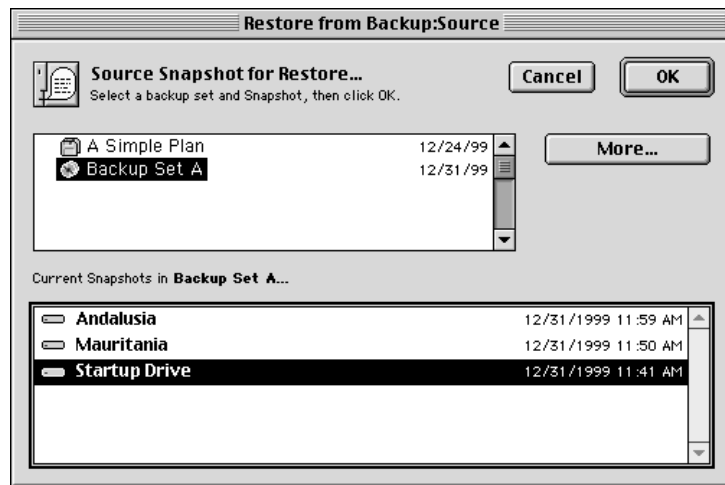 Restore from Backup:Source
Source Snapshot for Restore...
Select a backup set and Snapshot, then click OK.
Cancel
OK
A Simple Plan 12/24/99
Backup Set A 12/31/99
More...
Current Snapshots in Backup Set A...
Andalusia 12/31/1999 11:59 AM
Mauritania 12/31/1999 11:50 AM
Startup Drive 12/31/1999 11:41 AM